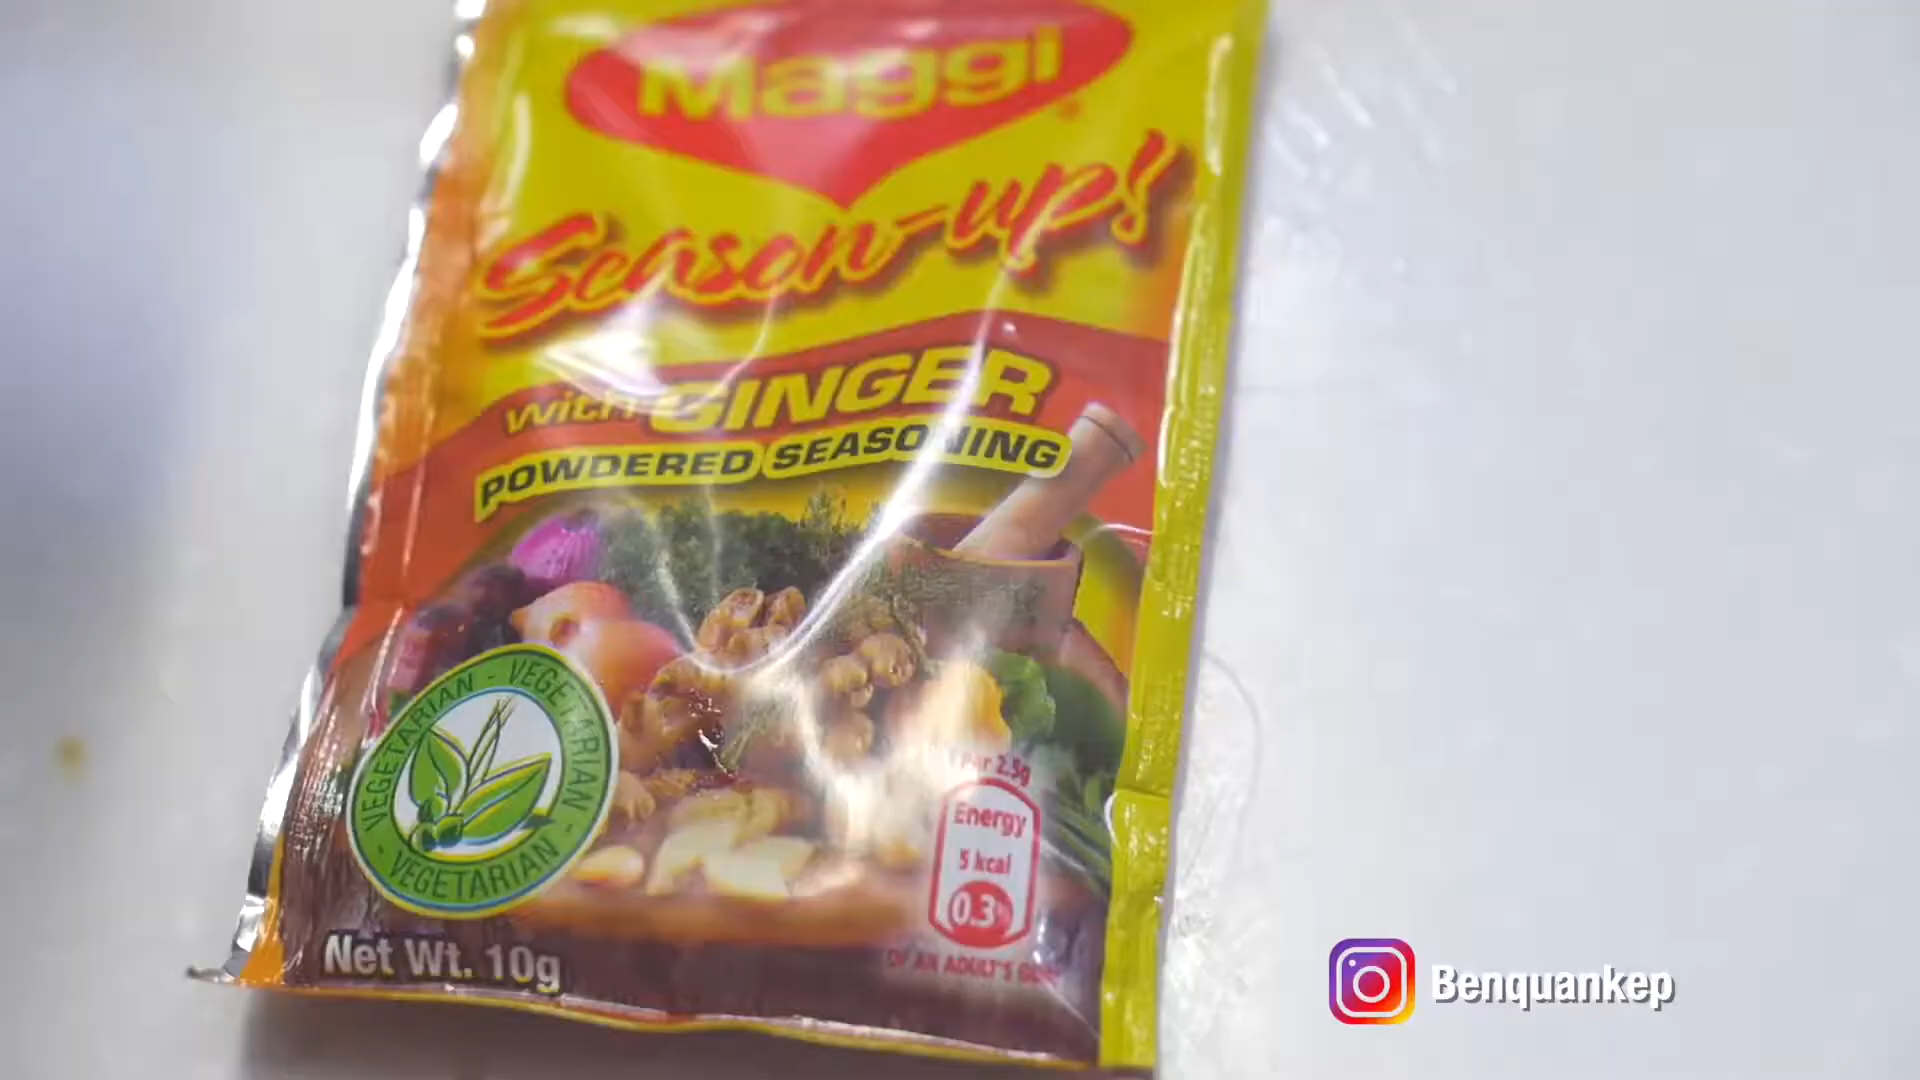 Maggi
Season-up!
with GINGER
POWDERED SEASONING
VEGETARIAN - VEGETARIAN - VEGETARIAN -
Per 2.5g
Energy
5 kcal
0.3
OF AN ADULT'S
Net Wt. 10g
Benquankep